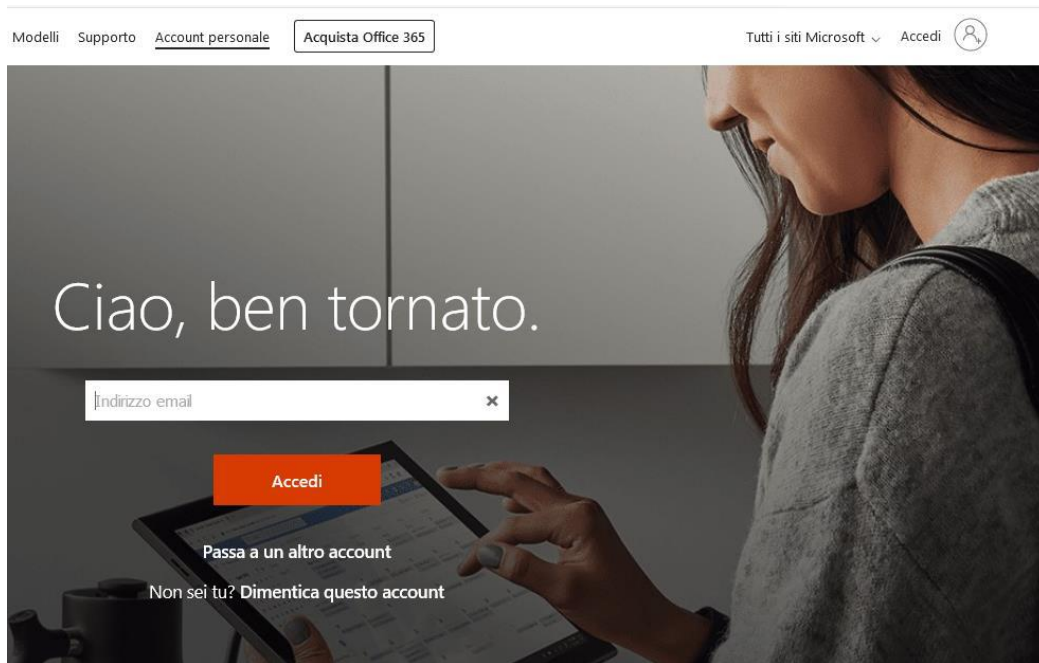 Modelli Supporto Account personale Acquista Office 365 Tutti i siti Microsoft Accedi
Ciao, ben tornato.
Indirizzo email
Accedi
Passa a un altro account
Non sei tu? Dimentica questo account